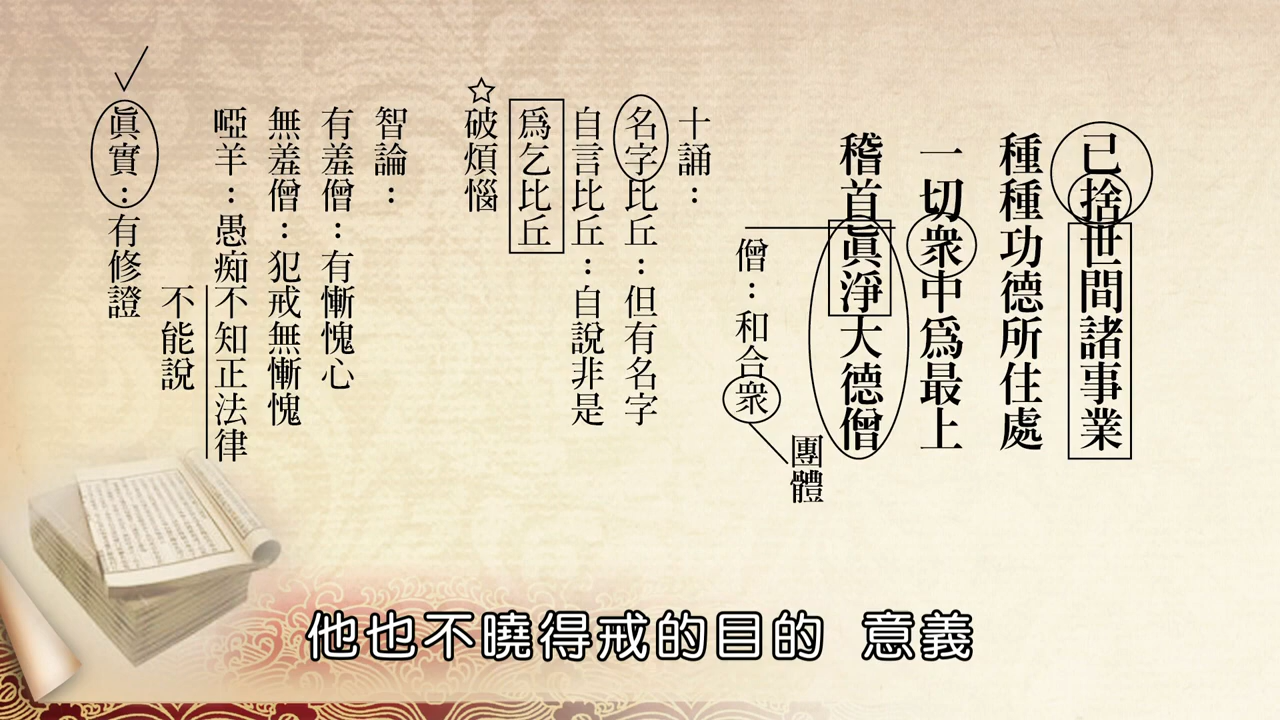 已捨世間諸事業
種種功德所住處
一切衆中爲最上
稽首眞淨大德僧
僧：和合衆
團體
十誦：
名字比丘：但有名字
自言比丘：自說非是
爲乞比丘
☆破煩惱
智論：
有羞僧：有慚愧心
無羞僧：犯戒無慚愧
啞羊：愚痴不知正法律
不能說
眞實：有修證
他也不曉得戒的目的 意義